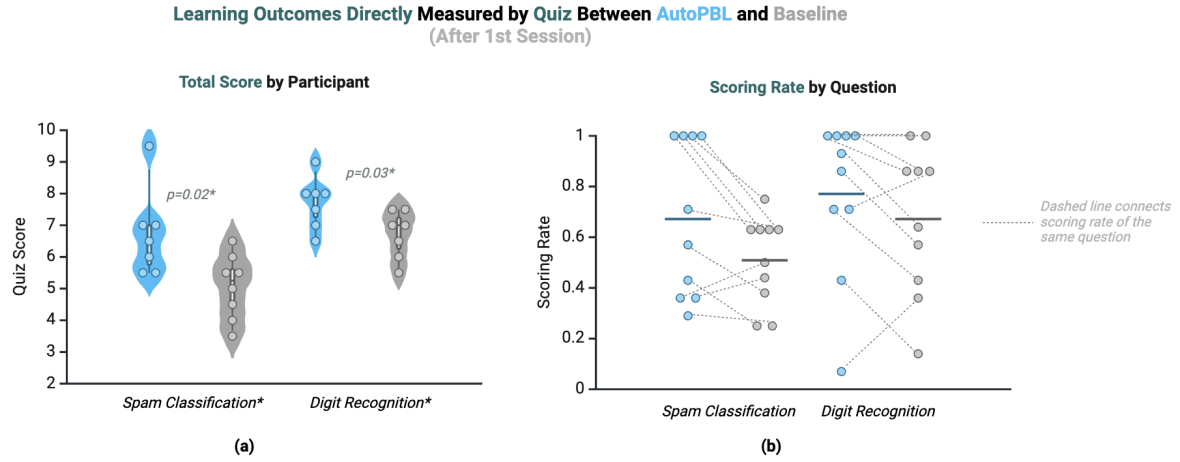 Learning Outcomes Directly Measured by Quiz Between AutoPBL and Baseline
(After 1st Session)
Total Score by Participant
10
9
8
7
6
5
4
3
2
Quiz Score
p=0.02*
p=0.03*
Spam Classification*
Digit Recognition*
(a)
Scoring Rate by Question
1
0.8
0.6
0.4
0.2
0
Scoring Rate
Spam Classification
Digit Recognition
Dashed line connects
scoring rate of the
same question
(b)